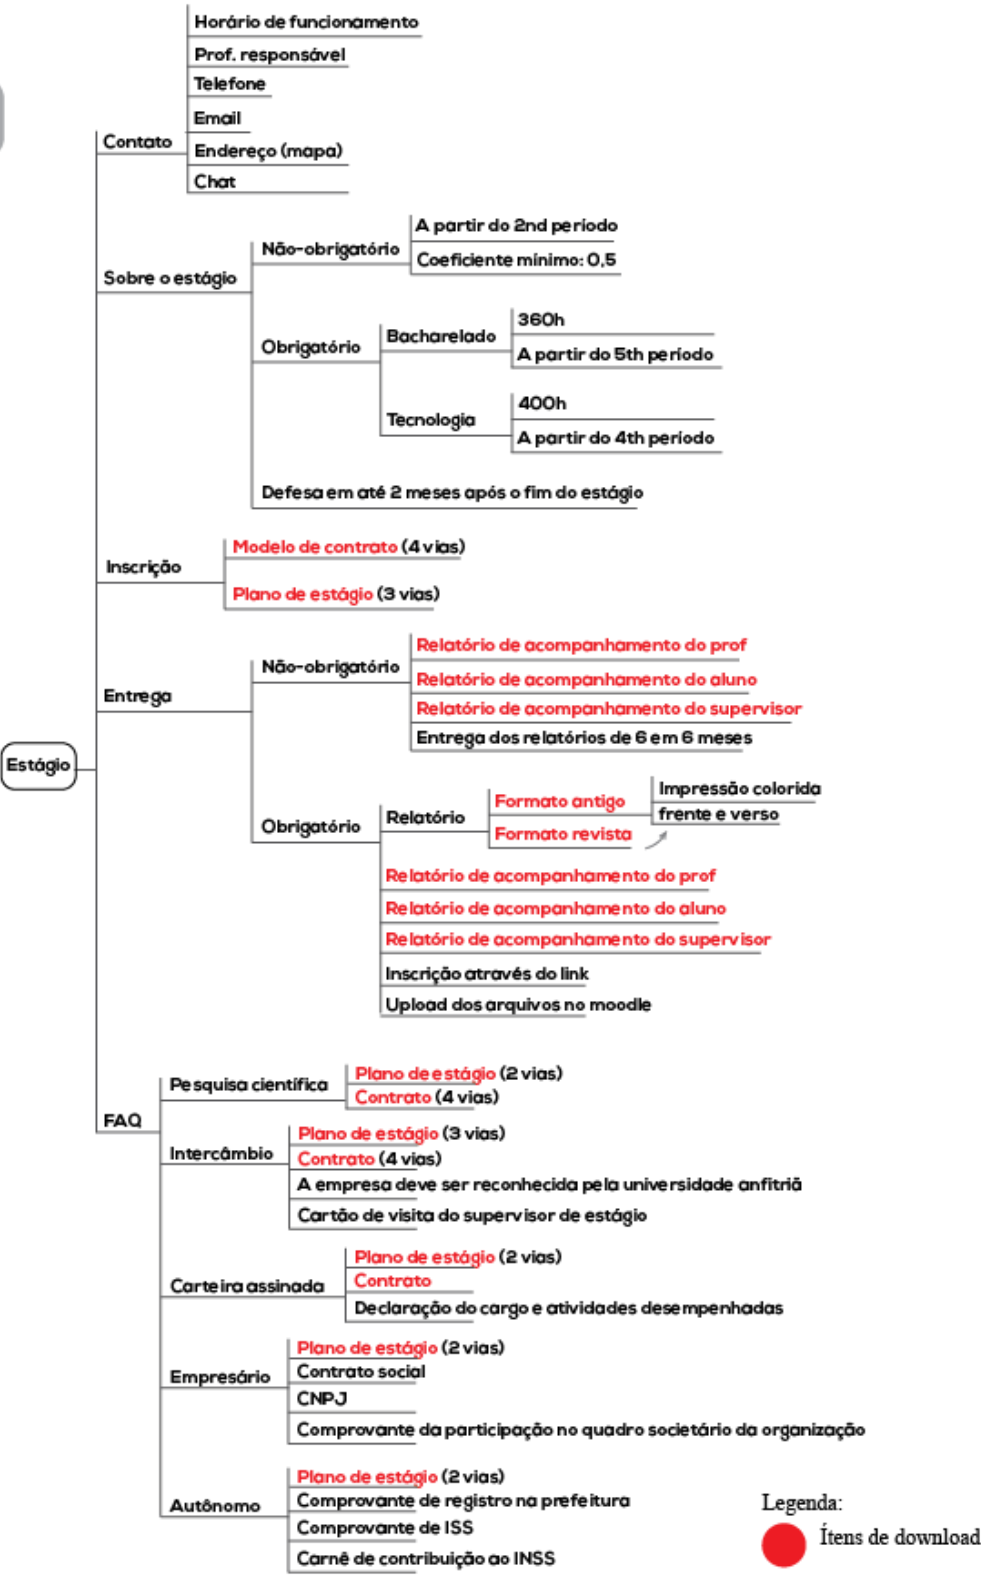 Horário de funcionamento
Prof. responsável
Telefone
Email
Contato
Endereço (mapa)
Chat
A partir do 2nd período
Não-obrigatório
Coeficiente mínimo: 0,5
Sobre o estágio
360h
Bacharelado
Obrigatório
A partir do 5th período
400h
Tecnologia
A partir do 4th período
Defesa em até 2 meses após o fim do estágio
Modelo de contrato (4 vias)
Inscrição
Plano de estágio (3 vias)
Relatório de acompanhamento do prof
Não-obrigatório
Relatório de acompanhamento do aluno
Entrega
Relatório de acompanhamento do supervisor
Entrega dos relatórios de 6 em 6 meses
Estágio
Impressão colorida
Formato antigo
frente e verso
Relatório
Obrigatório
Formato revista
Relatório de acompanhamento do prof
Relatório de acompanhamento do aluno
Relatório de acompanhamento do supervisor
Inscrição através do link
Upload dos arquivos no moodle
Plano de estágio (2 vias)
Pesquisa científica
Contrato (4 vias)
FAQ
Plano de estágio (3 vias)
Intercâmbio
Contrato (4 vias)
A empresa deve ser reconhecida pela universidade anfitriã
Cartão de visita do supervisor de estágio
Plano de estágio (2 vias)
Carteira assinada
Contrato
Declaração do cargo e atividades desempenhadas
Plano de estágio (2 vias)
Contrato social
Empresário
CNPJ
Comprovante da participação no quadro societário da organização
Plano de estágio (2 vias)
Autônomo
Comprovante de registro na prefeitura
Comprovante de ISS
Carnê de contribuição ao INSS
Legenda:
Ítens de download